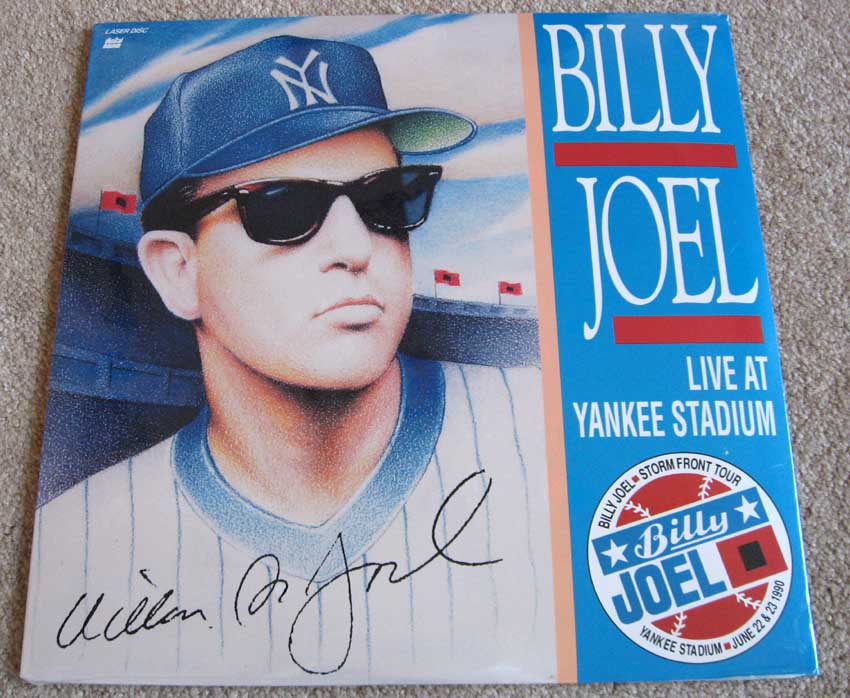 LASER DISC
NY
BILLY
JOEL
LIVE AT
YANKEE STADIUM
BILLY JOEL ▪ STORM FRONT TOUR
Billy
JOEL
YANKEE STADIUM ▪ JUNE 22 & 23 1990